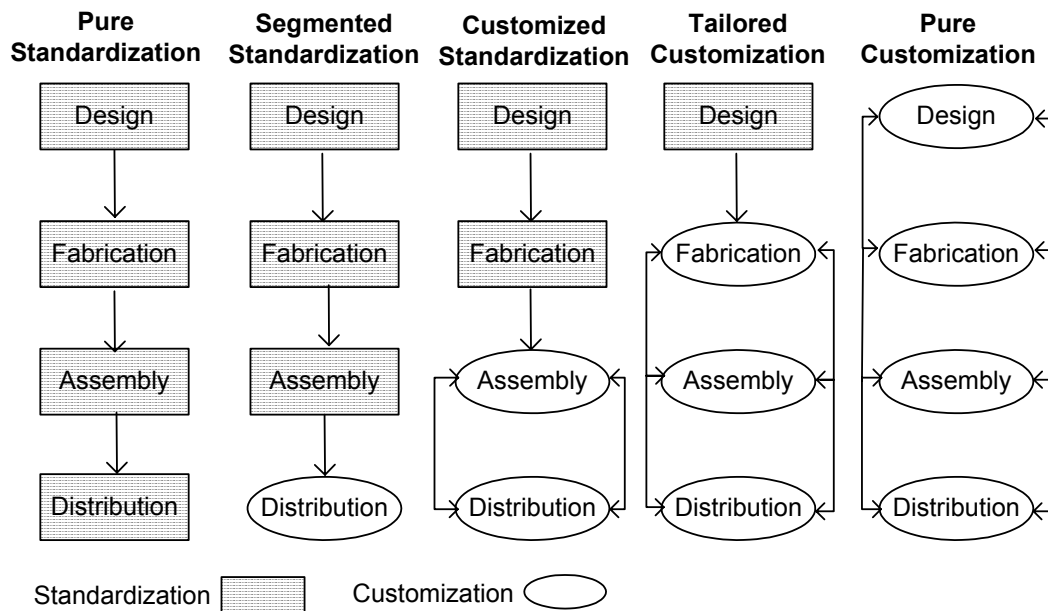 Pure
Standardization
Segmented
Standardization
Customized
Standardization
Tailored
Customization
Pure
Customization
Design
Design
Design
Design
Design
Fabrication
Fabrication
Fabrication
Fabrication
Fabrication
Assembly
Assembly
Assembly
Assembly
Assembly
Distribution
Distribution
Distribution
Distribution
Distribution
Standardization
Customization